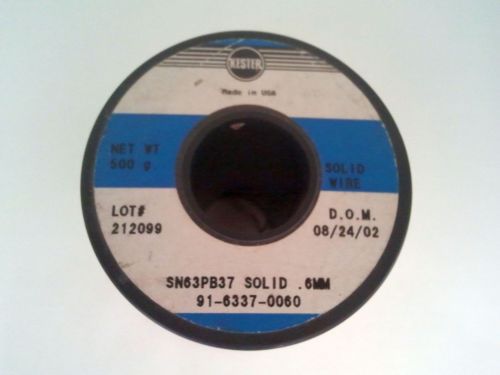 KESTER
Made in USA
NET WT
500 g.
SOLID
WIRE
LOT#
212099
D.O.M.
08/24/02
SN63PB37 SOLID .6MM
91-6337-0060